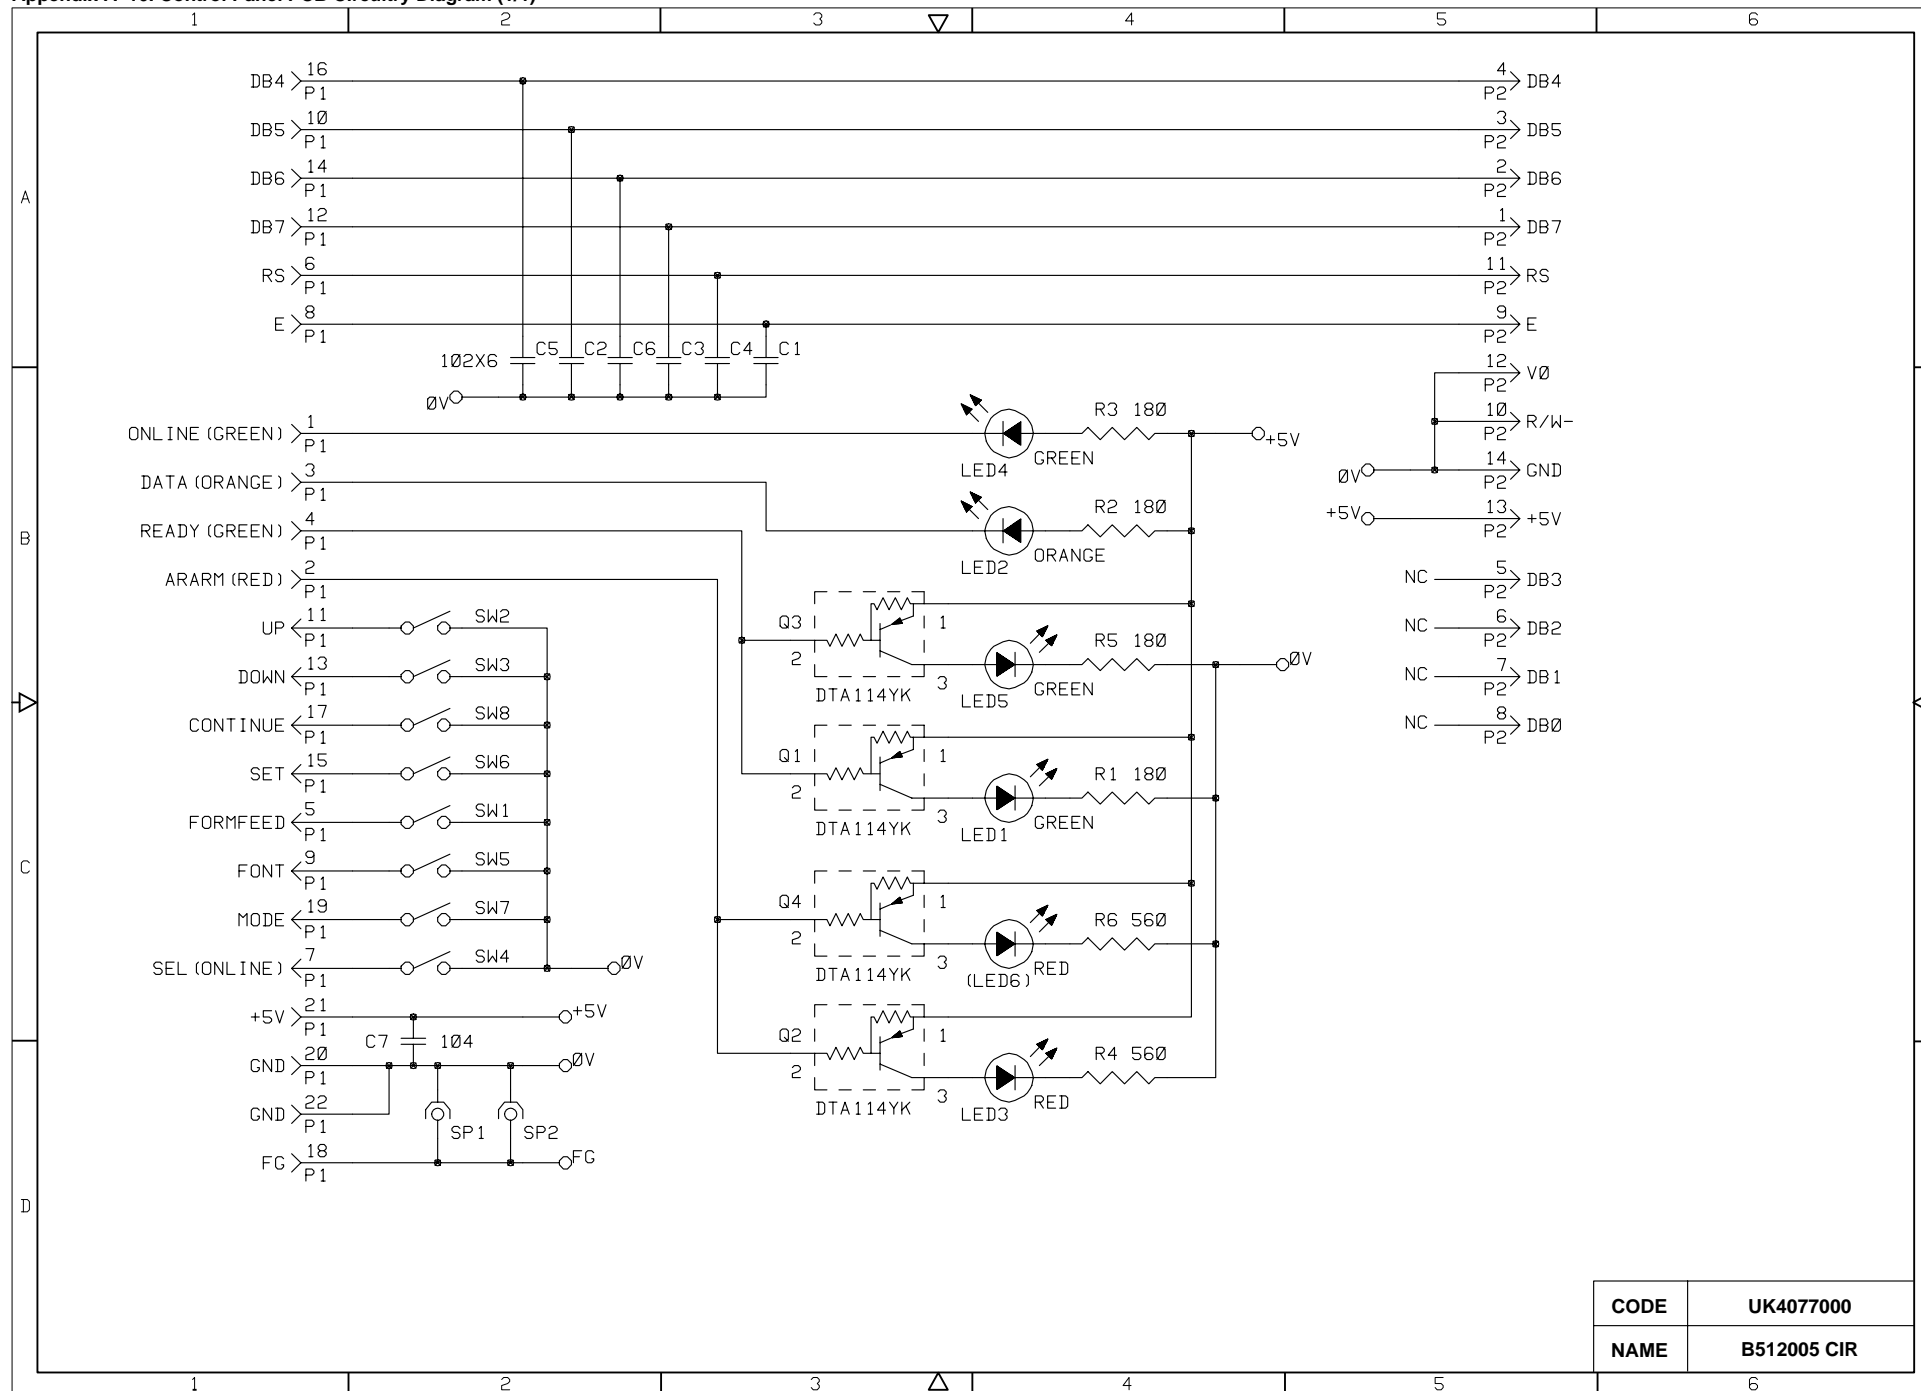 1 2 3 4 5 6
DB4 16 P1 4 P2 DB4
DB5 10 P1 3 P2 DB5
DB6 14 P1 2 P2 DB6
A
DB7 12 P1 1 P2 DB7
RS 6 P1 11 P2 RS
E 8 P1 9 P2 E
102X6 C5 C2 C6 C3 C4 C1
12 P2 V0
0V
ONLINE(GREEN) 1 P1 LED4 GREEN R3 180 +5V
10 P2 R/W-
DATA(ORANGE) 3 P1
0V 14 P2 GND
READY(GREEN) 4 P1 LED2 ORANGE R2 180
+5V 13 P2 +5V
B
ARARM(RED) 2 P1
NC 5 P2 DB3
UP 11 P1 SW2
Q3 2 1 3 DTA114YK LED5 GREEN R5 180 0V
NC 6 P2 DB2
DOWN 13 P1 SW3
NC 7 P2 DB1
CONTINUE 17 P1 SW8
NC 8 P2 DB0
SET 15 P1 SW6
Q1 2 1 3 DTA114YK LED1 GREEN R1 180
FORMFEED 5 P1 SW1
C
FONT 9 P1 SW5
MODE 19 P1 SW7
Q4 2 1 3 DTA114YK (LED6) RED R6 560
SEL(ONLINE) 7 P1 SW4 0V
+5V 21 P1 +5V
C7 104
Q2 2 1 3 DTA114YK LED3 RED R4 560
GND 20 P1 0V
GND 22 P1
SP1 SP2
FG 18 P1 FG
D
CODE UK4077000
NAME B512005 CIR
1 2 3 4 5 6